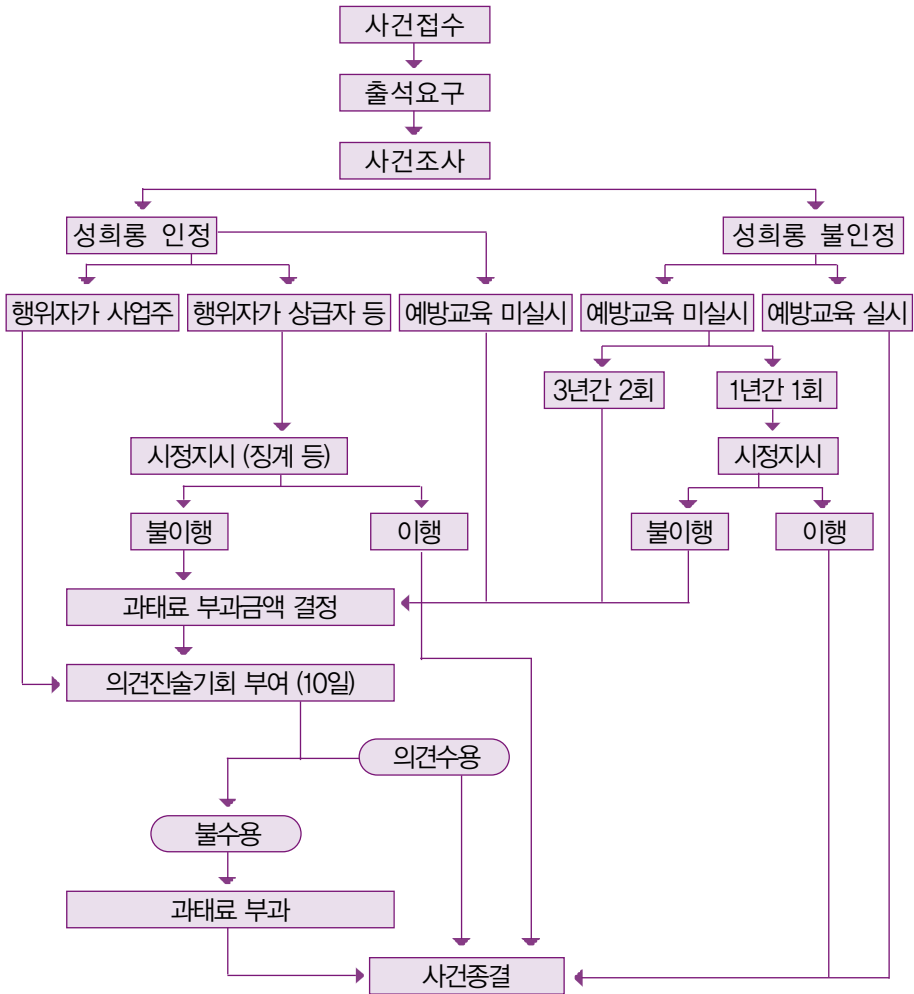 사건접수
출석요구
사건조사
성희롱 인정
성희롱 불인정
행위자가 사업주
행위자가 상급자 등
예방교육 미실시
예방교육 미실시
예방교육 실시
3년간 2회
1년간 1회
시정지시 (징계 등)
시정지시
불이행
이행
불이행
이행
과태료 부과금액 결정
의견진술기회 부여 (10일)
의견수용
불수용
과태료 부과
사건종결